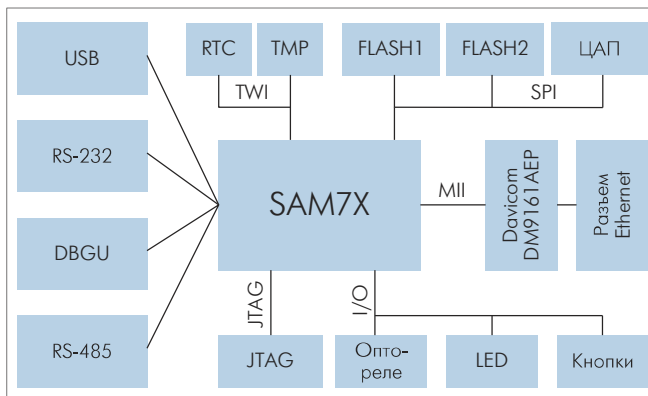 USB
RTC
TMP
FLASH1
FLASH2
ЦАП
TWI
SPI
RS-232
SAM7X
MII
Davicom
DM9161AEP
Разъем
Ethernet
DBGU
RS-485
JTAG
I/O
JTAG
Опто-
реле
LED
Кнопки